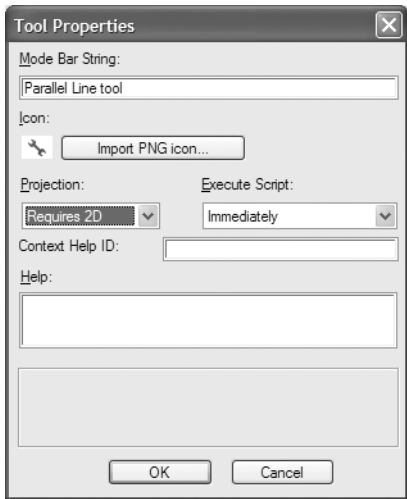 Tool Properties
Mode Bar String:
Parallel Line tool
Icon:
Import PNG icon...
Projection: Execute Script:
Requires 2D Immediately
Context Help ID:
Help:
OK Cancel